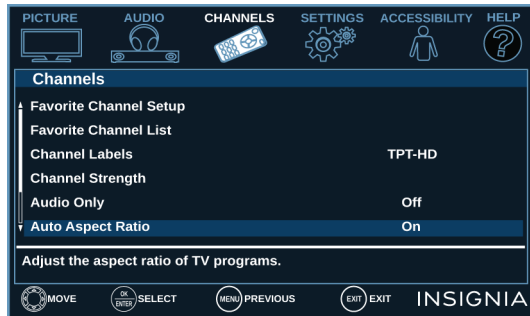 PICTURE AUDIO CHANNELS SETTINGS ACCESSIBILITY HELP
?
Channels
Favorite Channel Setup
Favorite Channel List
Channel Labels TPT-HD
Channel Strength
Audio Only Off
Auto Aspect Ratio On
Adjust the aspect ratio of TV programs.
MOVE OK ENTER SELECT MENU PREVIOUS EXIT EXIT INSIGNIA